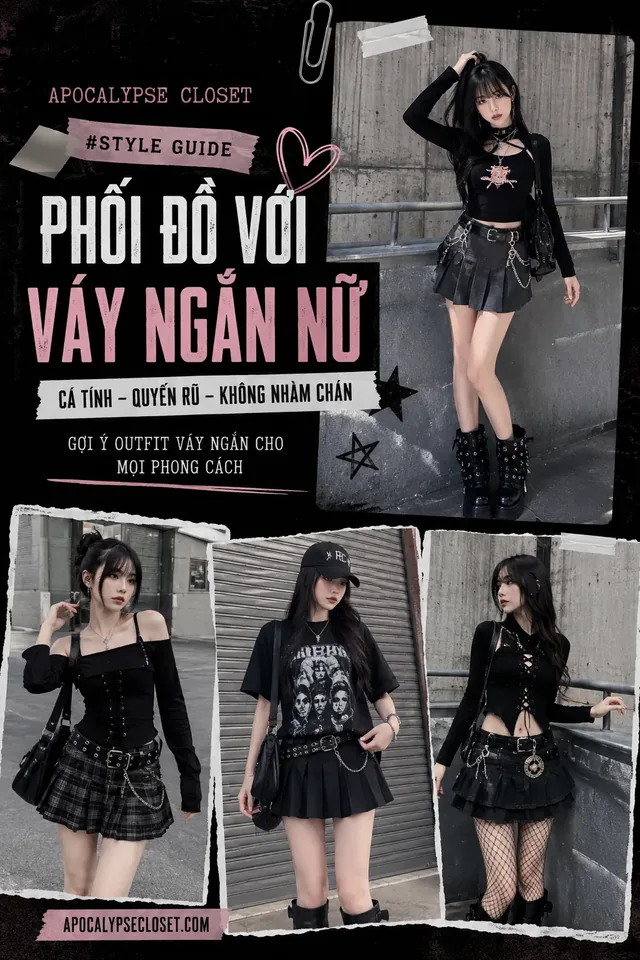 APOCALYPSE CLOSET
#STYLE GUIDE
PHỐI ĐỒ VỚI
VÁY NGẮN NỮ
CÁ TÍNH – QUYẾN RŨ – KHÔNG NHÀM CHÁN
GỢI Ý OUTFIT VÁY NGẮN CHO
MỌI PHONG CÁCH
APOCALYPSECLOSET.COM